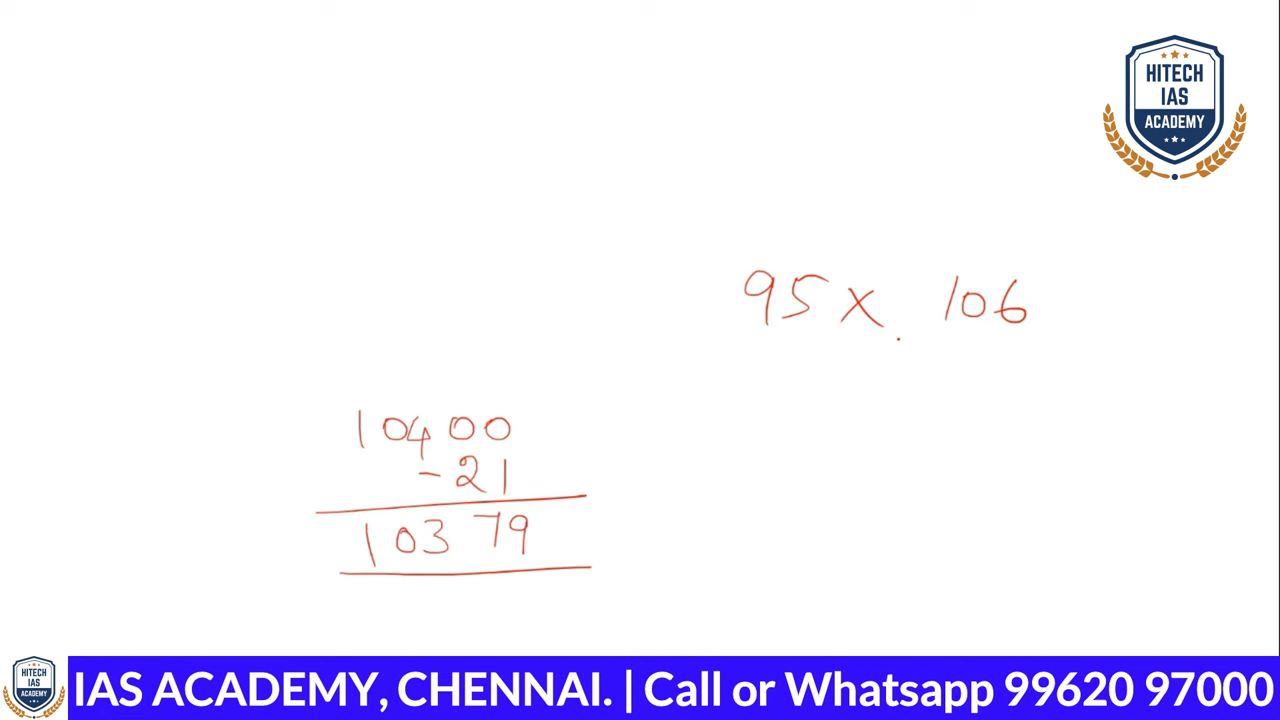 HITECH
IAS
ACADEMY
95 x . 106
10400
- 21
10379
HITECH
IAS
ACADEMY
IAS ACADEMY, CHENNAI. | Call or Whatsapp 99620 97000